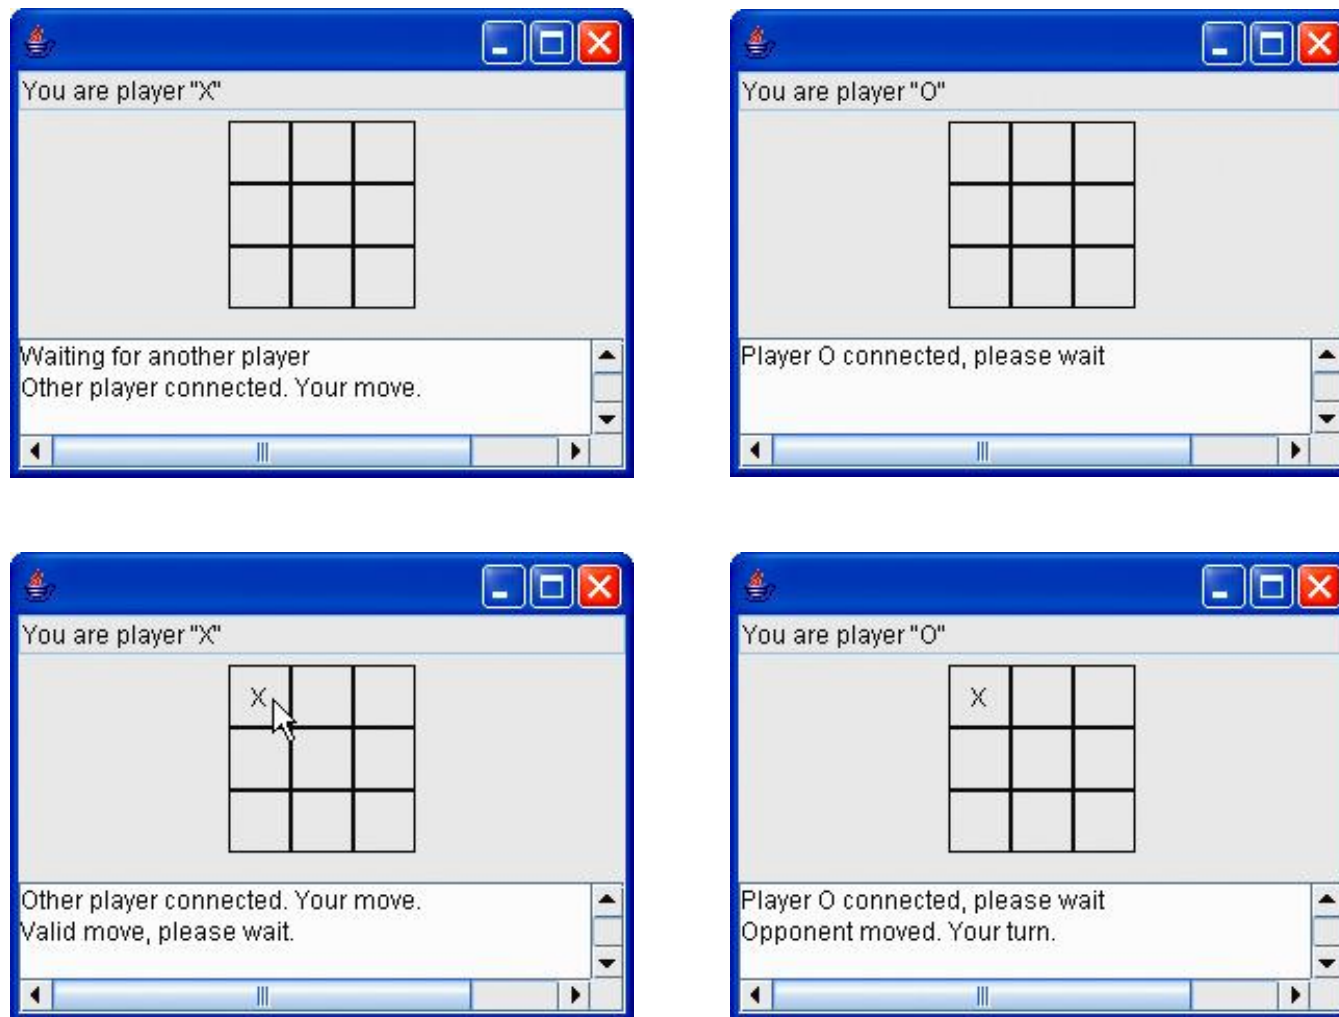 You are player "X"
Waiting for another player
Other player connected. Your move.
You are player "O"
Player O connected, please wait
You are player "X"
X
Other player connected. Your move.
Valid move, please wait.
You are player "O"
X
Player O connected, please wait
Opponent moved. Your turn.